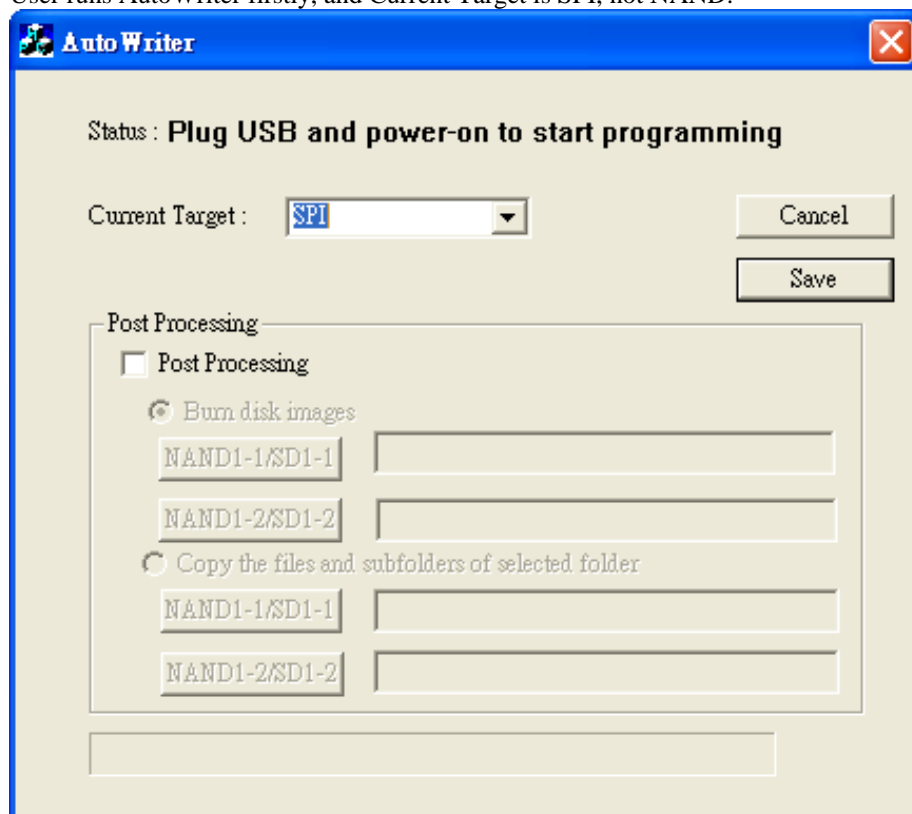 User runs AutoWriter firstly, and Current Target is SPI, not NAND.
AutoWriter
Status : Plug USB and power-on to start programming
Current Target : SPI
Cancel
Save
Post Processing
Post Processing
Burn disk images
NAND1-1/SD1-1
NAND1-2/SD1-2
Copy the files and subfolders of selected folder
NAND1-1/SD1-1
NAND1-2/SD1-2